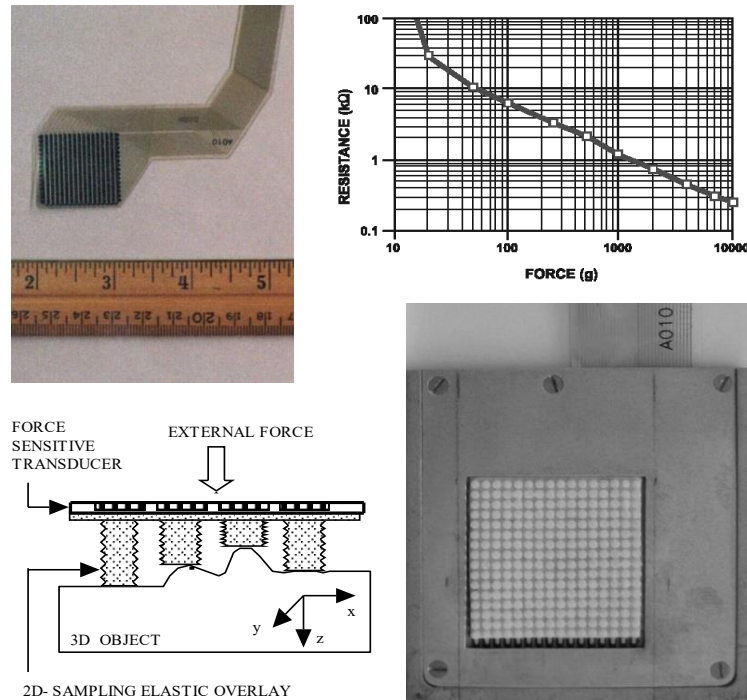 A010
2 3 4 5
100
10
1
0.1
RESISTANCE (kΩ)
10 100 1000 10000
FORCE (g)
A010
FORCE
SENSITIVE
TRANSDUCER
EXTERNAL FORCE
x
y
z
3D OBJECT
2D- SAMPLING ELASTIC OVERLAY